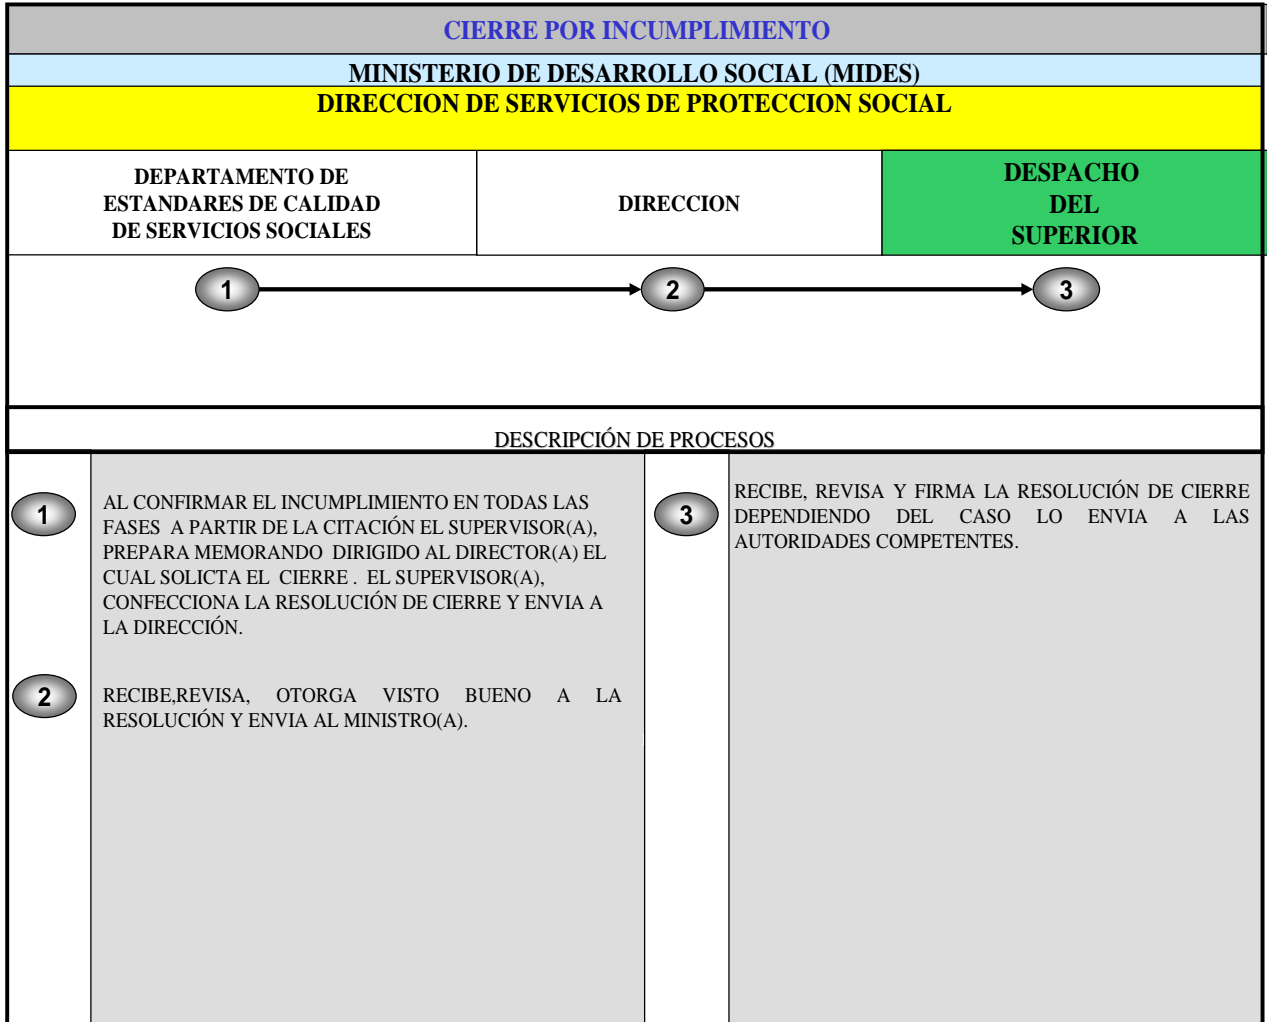 CIERRE POR INCUMPLIMIENTO
MINISTERIO DE DESARROLLO SOCIAL (MIDES)
DIRECCION DE SERVICIOS DE PROTECCION SOCIAL
DEPARTAMENTO DE
ESTANDARES DE CALIDAD
DE SERVICIOS SOCIALES
DIRECCION
DESPACHO
DEL
SUPERIOR
1
2
3
DESCRIPCIÓN DE PROCESOS
1
AL CONFIRMAR EL INCUMPLIMIENTO EN TODAS LAS
FASES A PARTIR DE LA CITACIÓN EL SUPERVISOR(A),
PREPARA MEMORANDO DIRIGIDO AL DIRECTOR(A) EL
CUAL SOLICTA EL CIERRE . EL SUPERVISOR(A),
CONFECCIONA LA RESOLUCIÓN DE CIERRE Y ENVIA A
LA DIRECCIÓN.
2
RECIBE,REVISA, OTORGA VISTO BUENO A LA
RESOLUCIÓN Y ENVIA AL MINISTRO(A).
3
RECIBE, REVISA Y FIRMA LA RESOLUCIÓN DE CIERRE
DEPENDIENDO DEL CASO LO ENVIA A LAS
AUTORIDADES COMPETENTES.